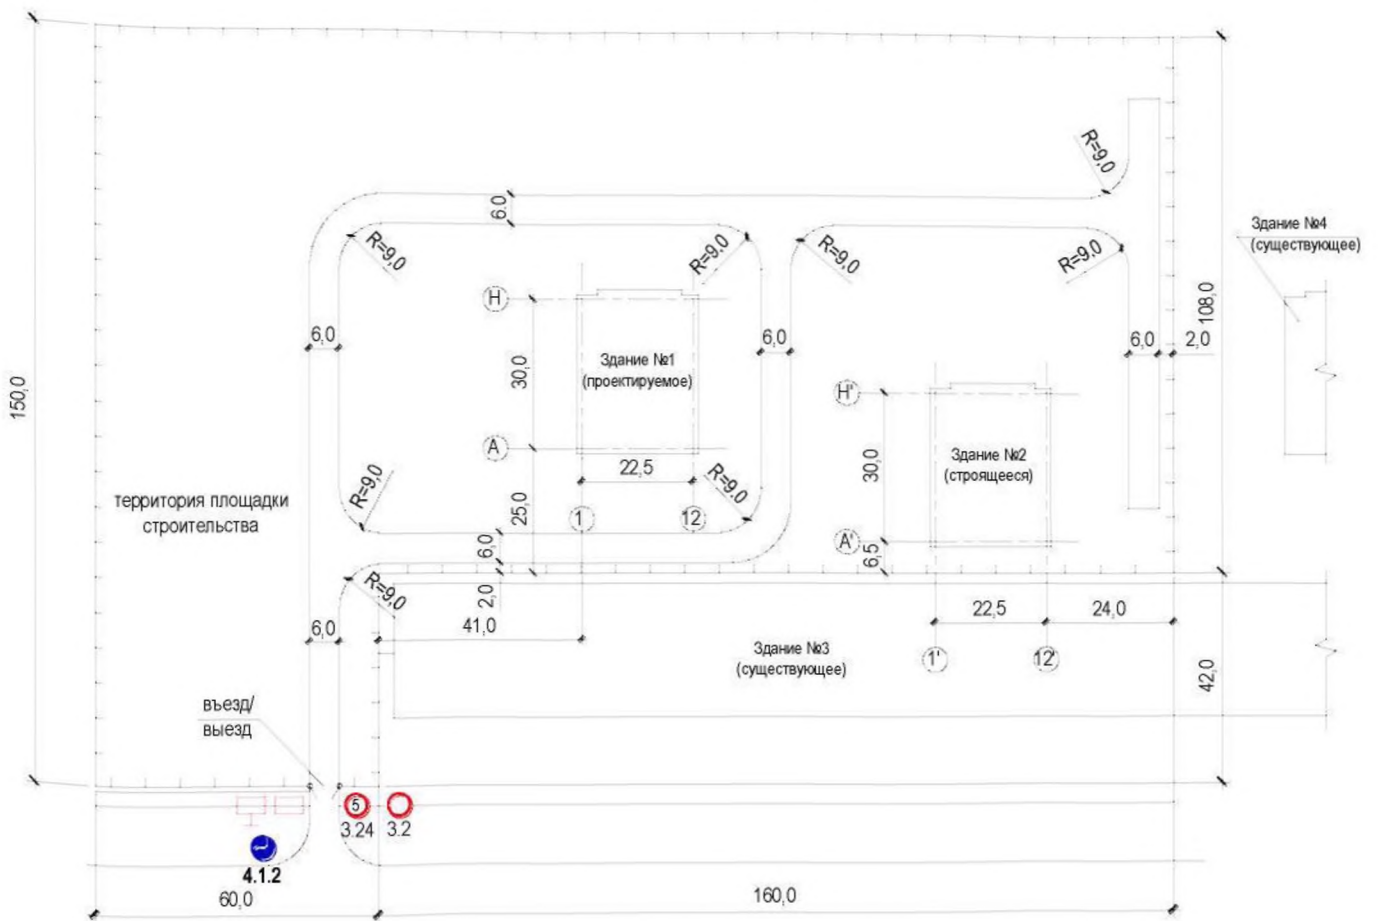 150,0
R=9,0
6,0
R=9,0
R=9,0
R=9,0
R=9,0
Здание №4
(существующее)
108,0
6,0
6,0
6,0
2,0
Н
30,0
Здание №1
(проектируемое)
Н'
А
22,5
R=9,0
R=9,0
30,0
Здание №2
(строящееся)
территория площадки
строительства
25,0
1
12
А'
6,0
6,5
R=9,0
2,0
6,0
41,0
22,5
24,0
Здание №3
(существующее)
1'
12'
42,0
въезд/
выезд
5
3.24
3.2
4.1.2
60,0
160,0